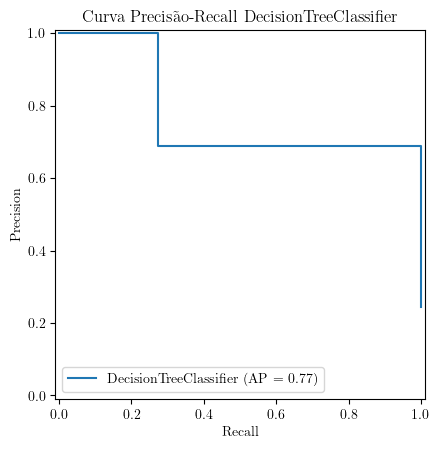 Curva Precisão-Recall DecisionTreeClassifier
1.0
0.8
0.6
0.4
0.2
0.0
Precision
DecisionTreeClassifier (AP = 0.77)
0.0 0.2 0.4 0.6 0.8 1.0
Recall